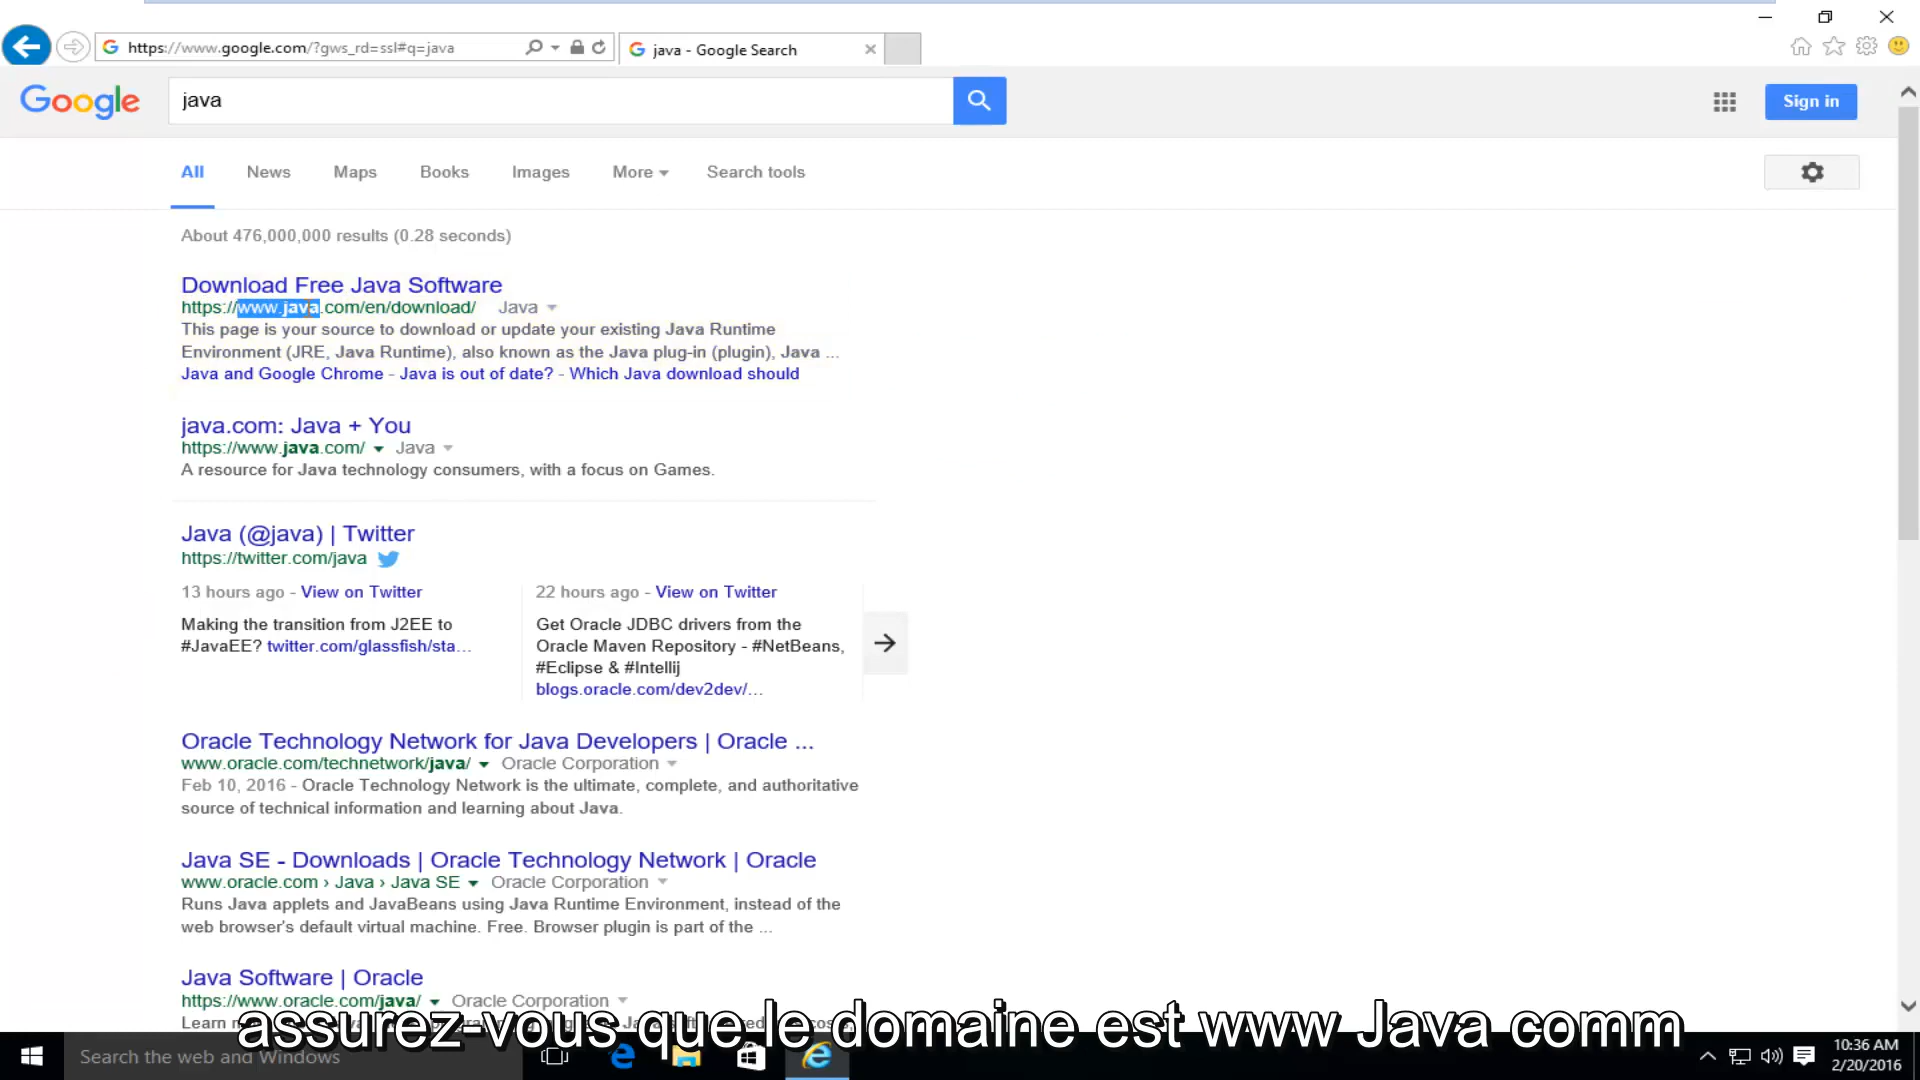 https://www.google.com/?gws_rd=ssl#q=java
java - Google Search
Google
java
Sign in
All News Maps Books Images More Search tools
About 476,000,000 results (0.28 seconds)
Download Free Java Software
https://www.java.com/en/download/ Java
This page is your source to download or update your existing Java Runtime
Environment (JRE, Java Runtime), also known as the Java plug-in (plugin), Java ...
Java and Google Chrome - Java is out of date? - Which Java download should
java.com: Java + You
https://www.java.com/ Java
A resource for Java technology consumers, with a focus on Games.
Java (@java) | Twitter
https://twitter.com/java
13 hours ago - View on Twitter
Making the transition from J2EE to
#JavaEE? twitter.com/glassfish/sta...
22 hours ago - View on Twitter
Get Oracle JDBC drivers from the
Oracle Maven Repository - #NetBeans,
#Eclipse & #Intellij
blogs.oracle.com/dev2dev/...
Oracle Technology Network for Java Developers | Oracle ...
www.oracle.com/technetwork/java/ Oracle Corporation
Feb 10, 2016 - Oracle Technology Network is the ultimate, complete, and authoritative
source of technical information and learning about Java.
Java SE - Downloads | Oracle Technology Network | Oracle
www.oracle.com › Java › Java SE Oracle Corporation
Runs Java applets and JavaBeans using Java Runtime Environment, instead of the
web browser's default virtual machine. Free. Browser plugin is part of the ...
Java Software | Oracle
https://www.oracle.com/java/ Oracle Corporation
assurez-vous que le domaine est www Java comm
Search the web and Windows
10:36 AM
2/20/2016